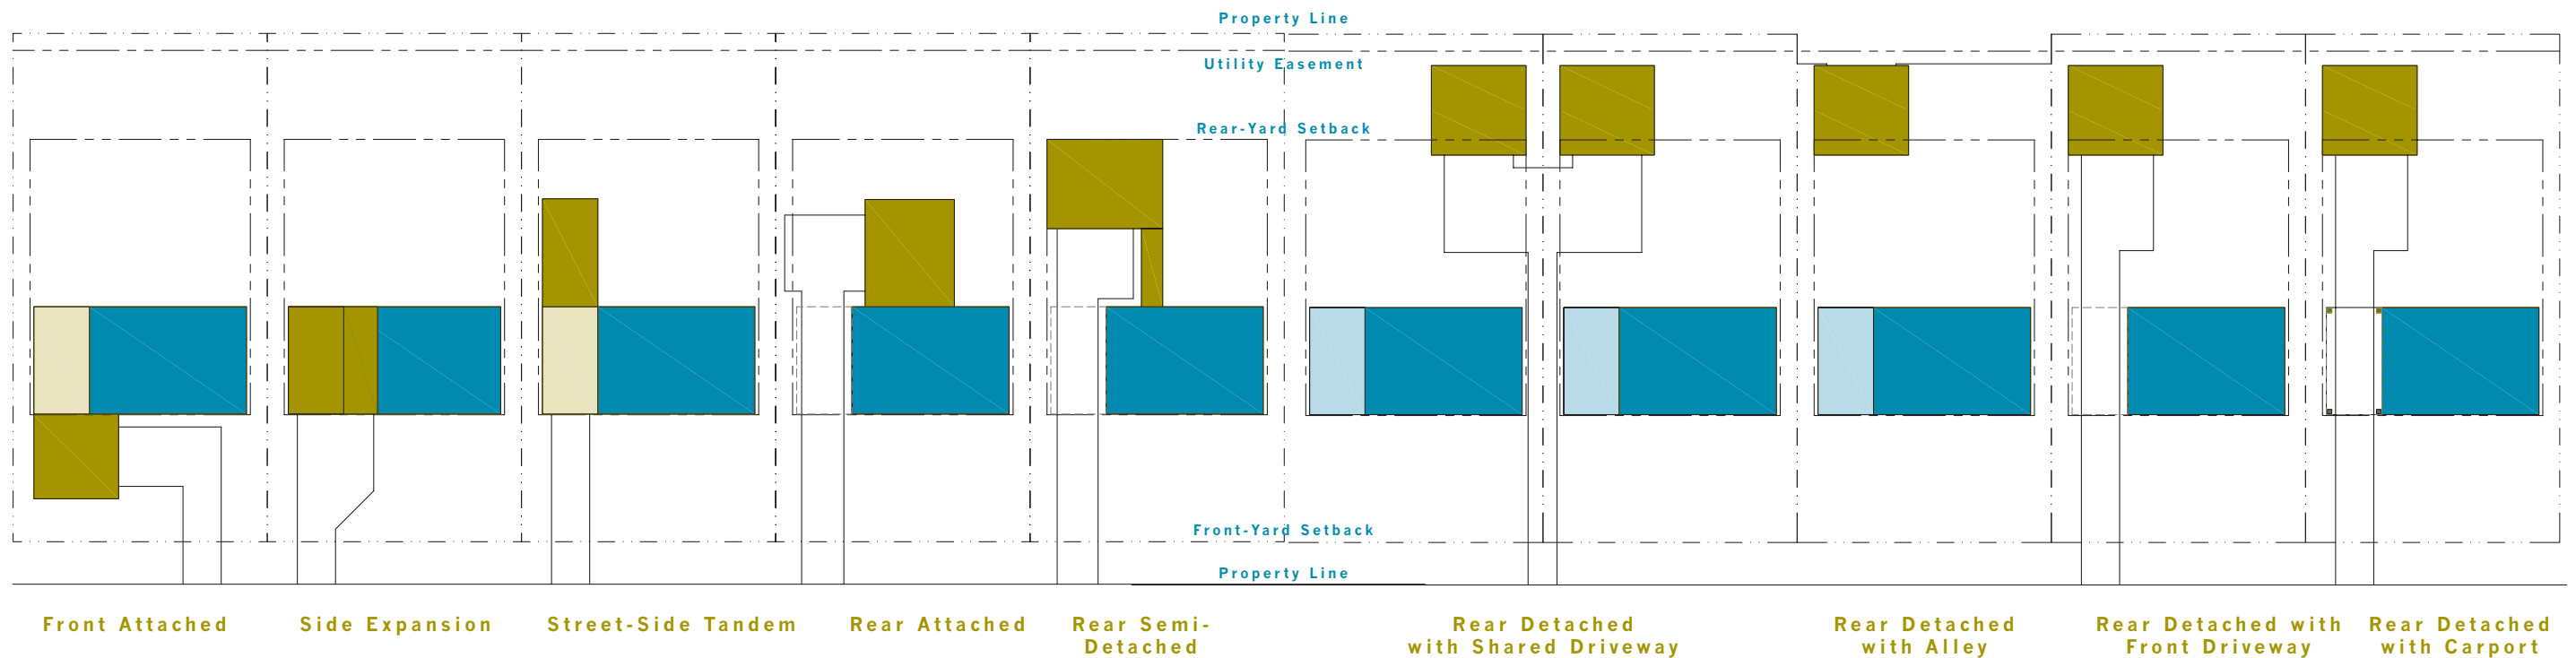 Property Line
Utility Easement
Rear-Yard Setback
Front-Yard Setback
Property Line
Front Attached
Side Expansion
Street-Side Tandem
Rear Attached
Rear Semi-
Detached
Rear Detached
with Shared Driveway
Rear Detached
with Alley
Rear Detached with
Front Driveway
Rear Detached
with Carport